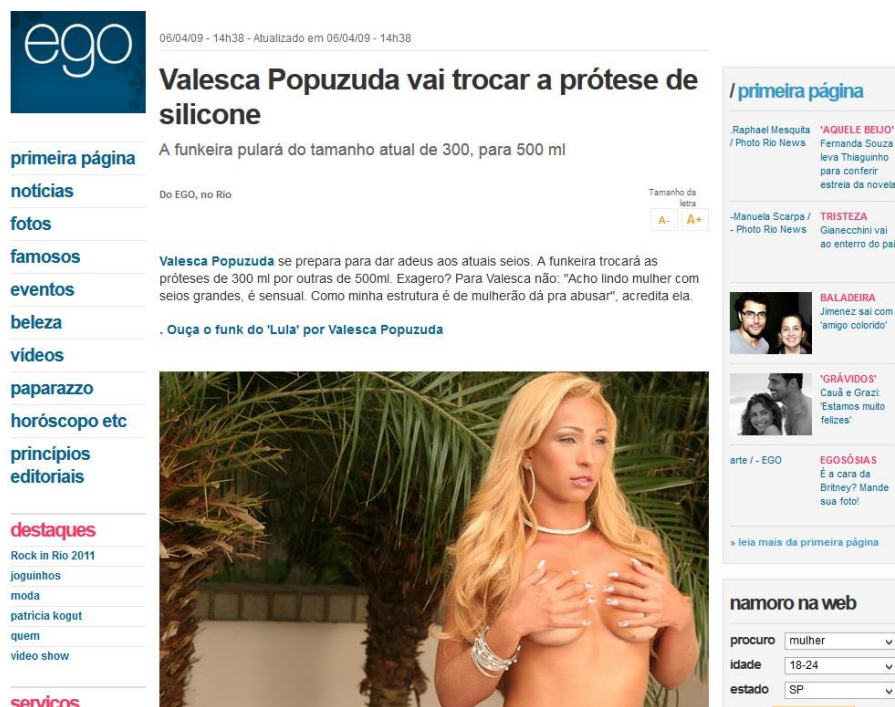 ego
06/04/09 - 14h38 - Atualizado em 06/04/09 - 14h38
Valesca Popuzuda vai trocar a prótese de
silicone
A funkeira pulará do tamanho atual de 300, para 500 ml
Do EGO, no Rio
Tamanho da
letra
A- A+
Valesca Popuzuda se prepara para dar adeus aos atuais seios. A funkeira trocará as
próteses de 300 ml por outras de 500ml. Exagero? Para Valesca não: "Acho lindo mulher com
seios grandes, é sensual. Como minha estrutura é de mulherão dá pra abusar", acredita ela.
. Ouça o funk do 'Lula' por Valesca Popuzuda
primeira página
notícias
fotos
famosos
eventos
beleza
vídeos
paparazzo
horóscopo etc
princípios
editoriais
destaques
Rock in Rio 2011
joguinhos
moda
patrícia kogut
quem
vídeo show
serviços
/ primeira página
.Raphael Mesquita
/ Photo Rio News
'AQUELE BEIJO'
Fernanda Souza
leva Thiaguinho
para conferir
estreia da novela
-Manuela Scarpa /
- Photo Rio News
TRISTEZA
Gianecchini vai
ao enterro do pai
BALADEIRA
Jimenez sai com
'amigo colorido'
'GRÁVIDOS'
Cauã e Grazi:
'Estamos muito
felizes'
arte / - EGO
EGOSÓSIAS
É a cara da
Britney? Mande
sua foto!
» leia mais da primeira página
namoro na web
procuro mulher
idade 18-24
estado SP